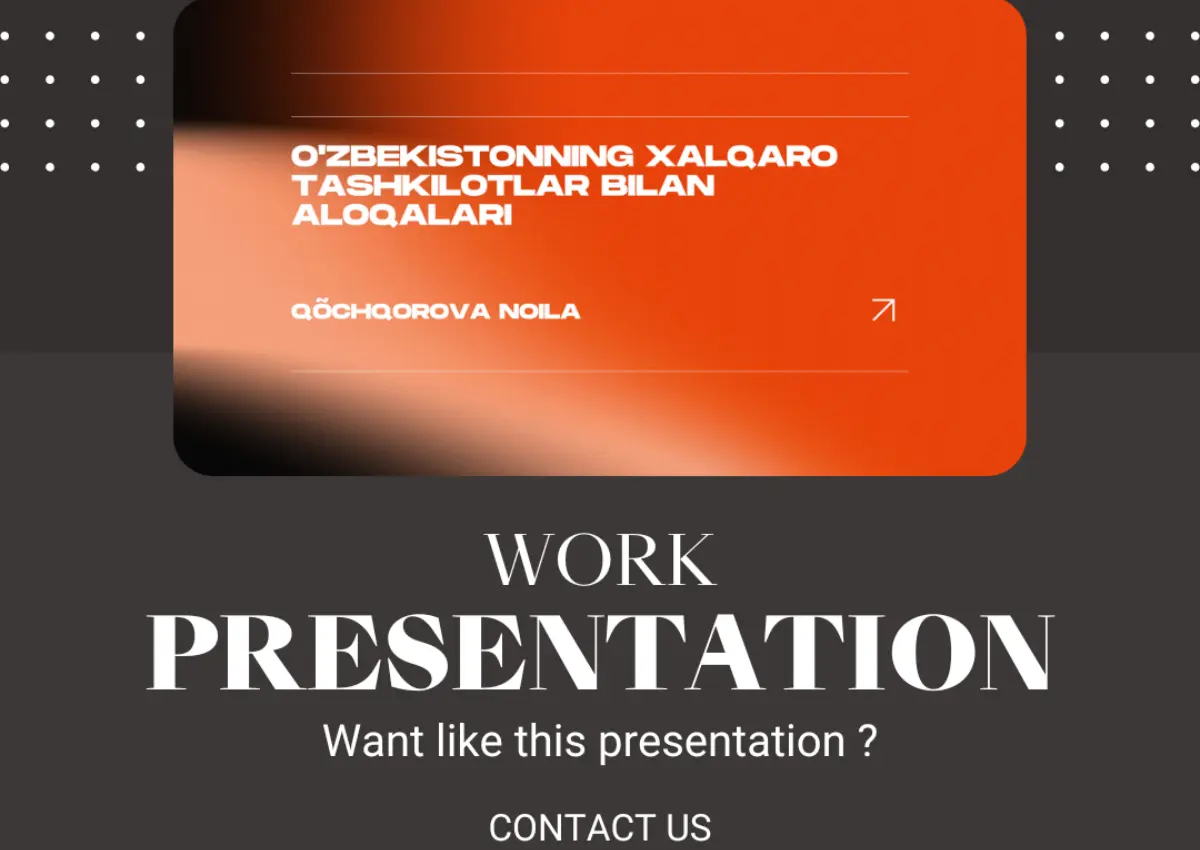 O'ZBEKISTONNING XALQARO
TASHKILOTLAR BILAN
ALOQALARI
QÕCHQOROVA NOILA
WORK
PRESENTATION
Want like this presentation ?
CONTACT US